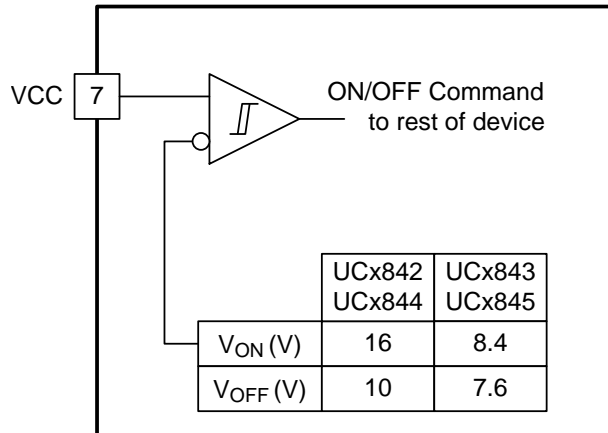 VCC 7
ON/OFF Command
to rest of device
UCx842 UCx843
UCx844 UCx845
VON (V) 16 8.4
VOFF (V) 10 7.6